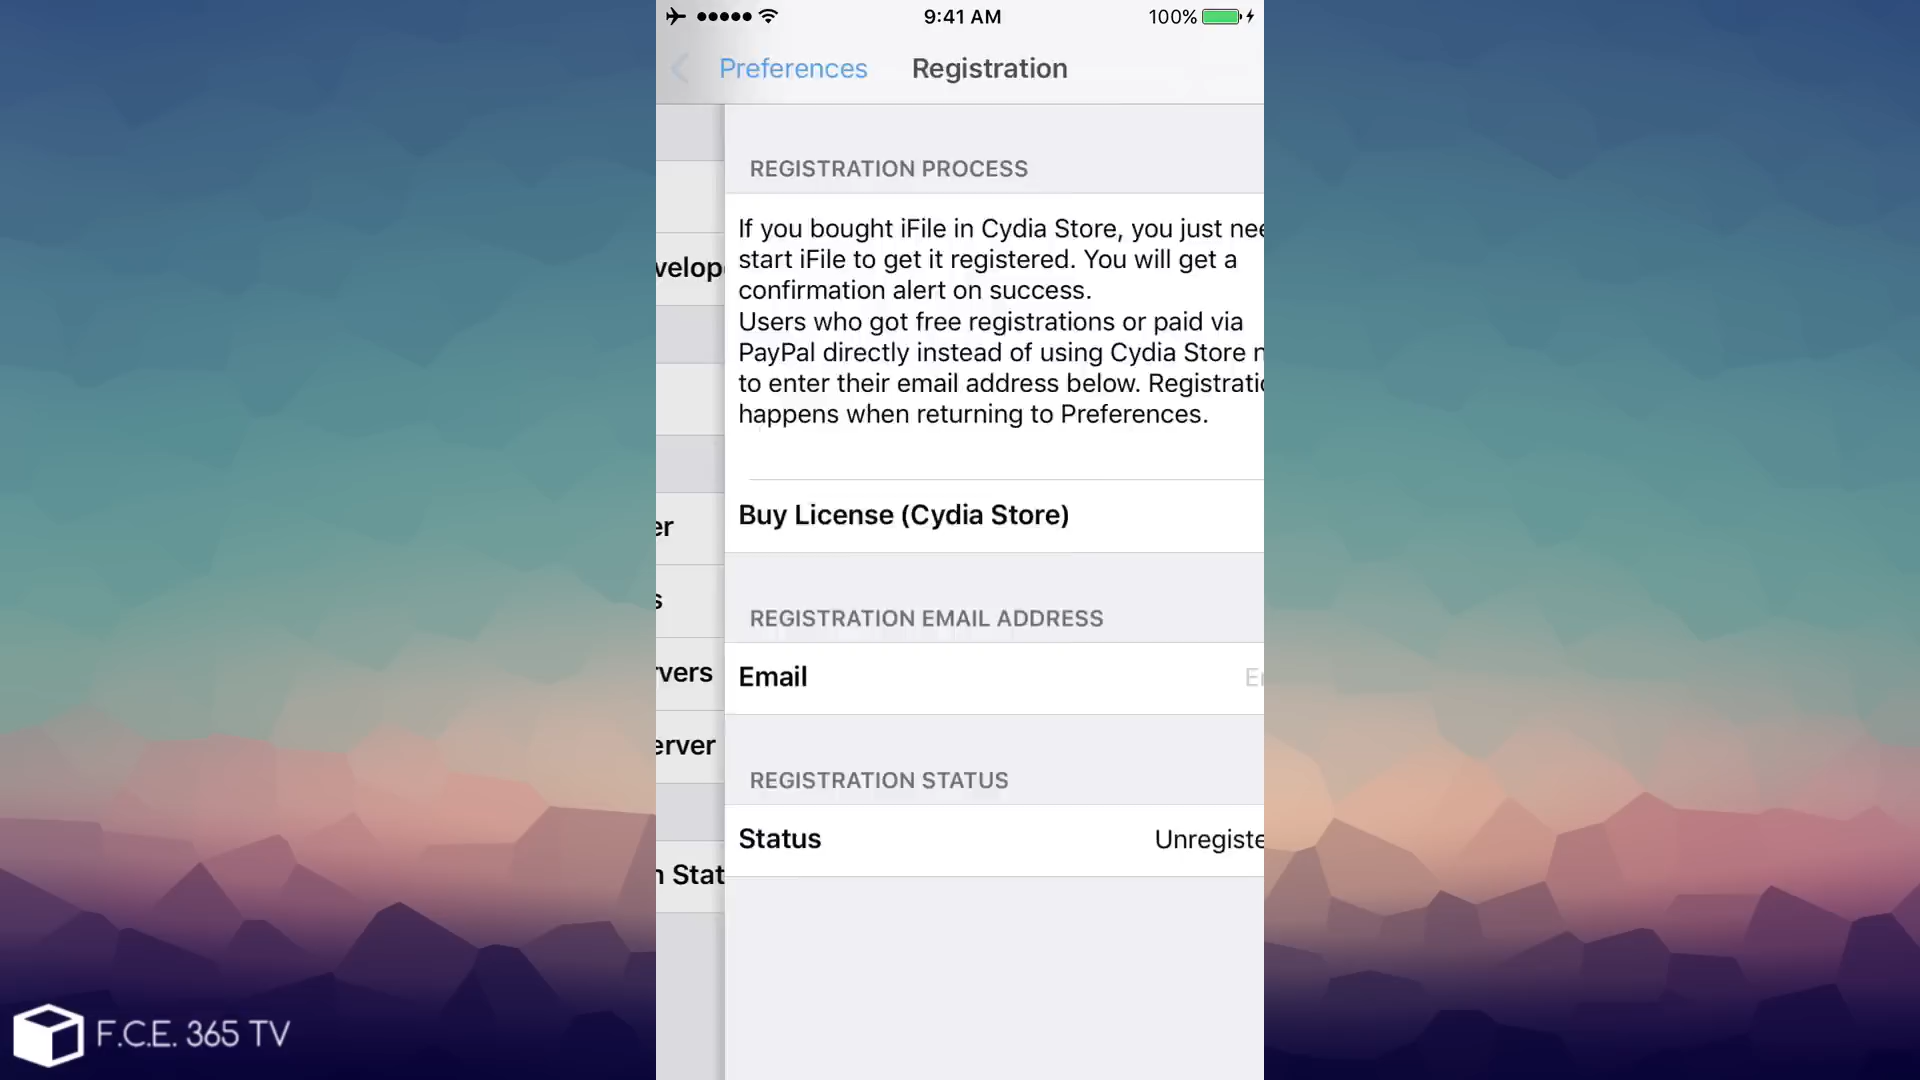 9:41 AM
100%
Preferences
Registration
REGISTRATION PROCESS
If you bought iFile in Cydia Store, you just nee
start iFile to get it registered. You will get a
confirmation alert on success.
Users who got free registrations or paid via
PayPal directly instead of using Cydia Store n
to enter their email address below. Registratio
happens when returning to Preferences.
Buy License (Cydia Store)
REGISTRATION EMAIL ADDRESS
Email
REGISTRATION STATUS
Status
Unregiste
velop
er
s
rvers
erver
n Stat
F.C.E. 365 TV